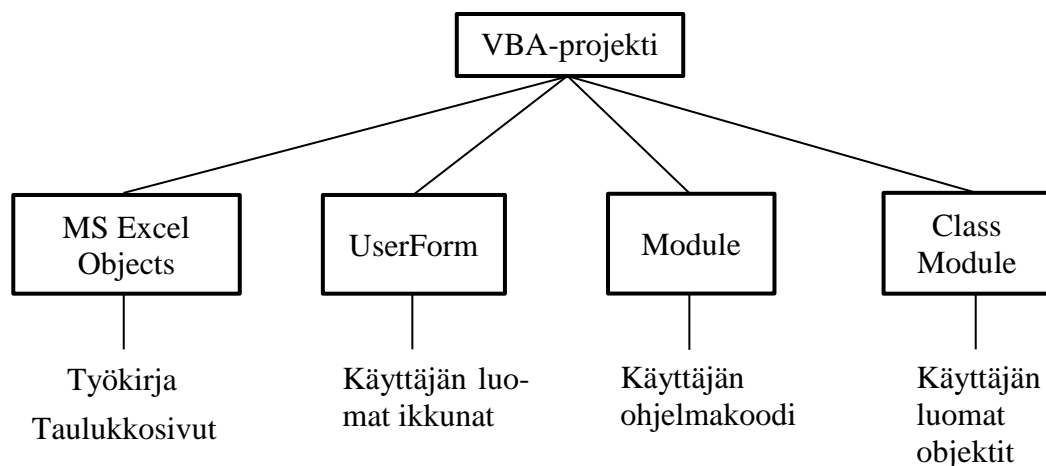 VBA-projekti
MS Excel
Objects
UserForm
Module
Class
Module
Työkirja
Taulukkosivut
Käyttäjän luo-
mat ikkunat
Käyttäjän
ohjelmakoodi
Käyttäjän
luomat
objektit